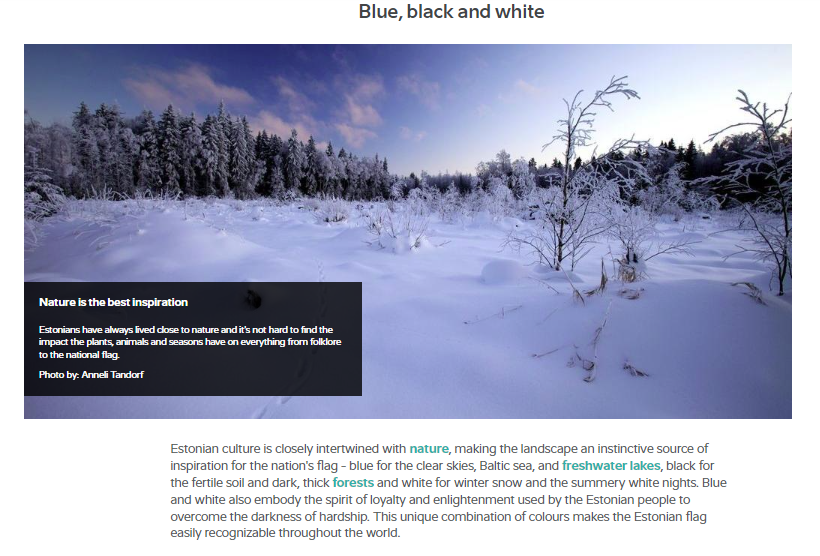 Blue, black and white
Nature is the best inspiration
Estonians have always lived close to nature and it's not hard to find the
impact the plants, animals and seasons have on everything from folklore
to the national flag.
Photo by: Anneli Tandorf
Estonian culture is closely intertwined with nature, making the landscape an instinctive source of
inspiration for the nation's flag – blue for the clear skies, Baltic sea, and freshwater lakes, black for
the fertile soil and dark, thick forests and white for winter snow and the summery white nights. Blue
and white also embody the spirit of loyalty and enlightenment used by the Estonian people to
overcome the darkness of hardship. This unique combination of colours makes the Estonian flag
easily recognizable throughout the world.